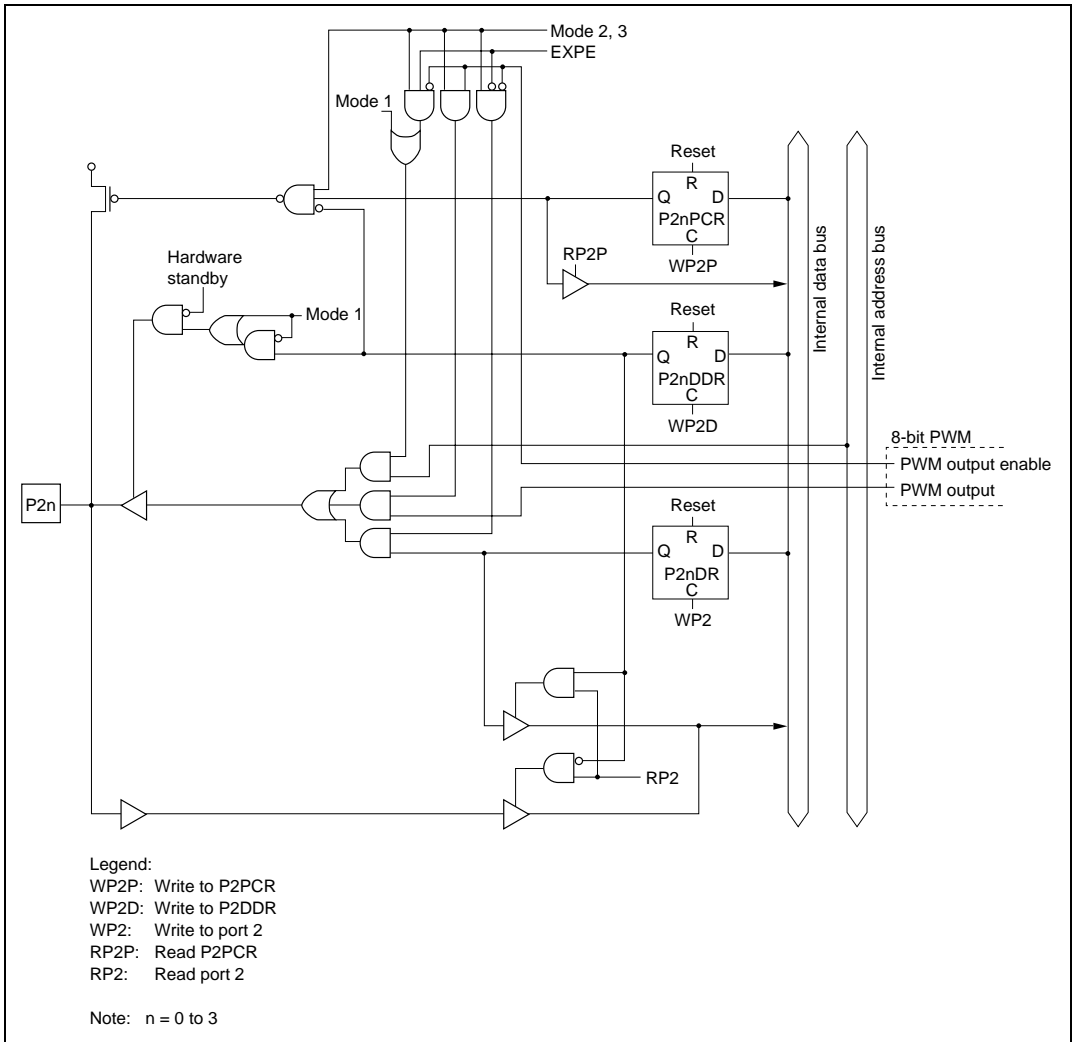 Mode 2, 3
EXPE
Mode 1
Reset
R
Q D
P2nPCR
C
WP2P
RP2P
Hardware
standby
Mode 1
Reset
R
Q D
P2nDDR
C
WP2D
Internal data bus
Internal address bus
8-bit PWM
PWM output enable
PWM output
P2n
Reset
R
Q D
P2nDR
C
WP2
RP2
Legend:
WP2P: Write to P2PCR
WP2D: Write to P2DDR
WP2: Write to port 2
RP2P: Read P2PCR
RP2: Read port 2
Note: n = 0 to 3